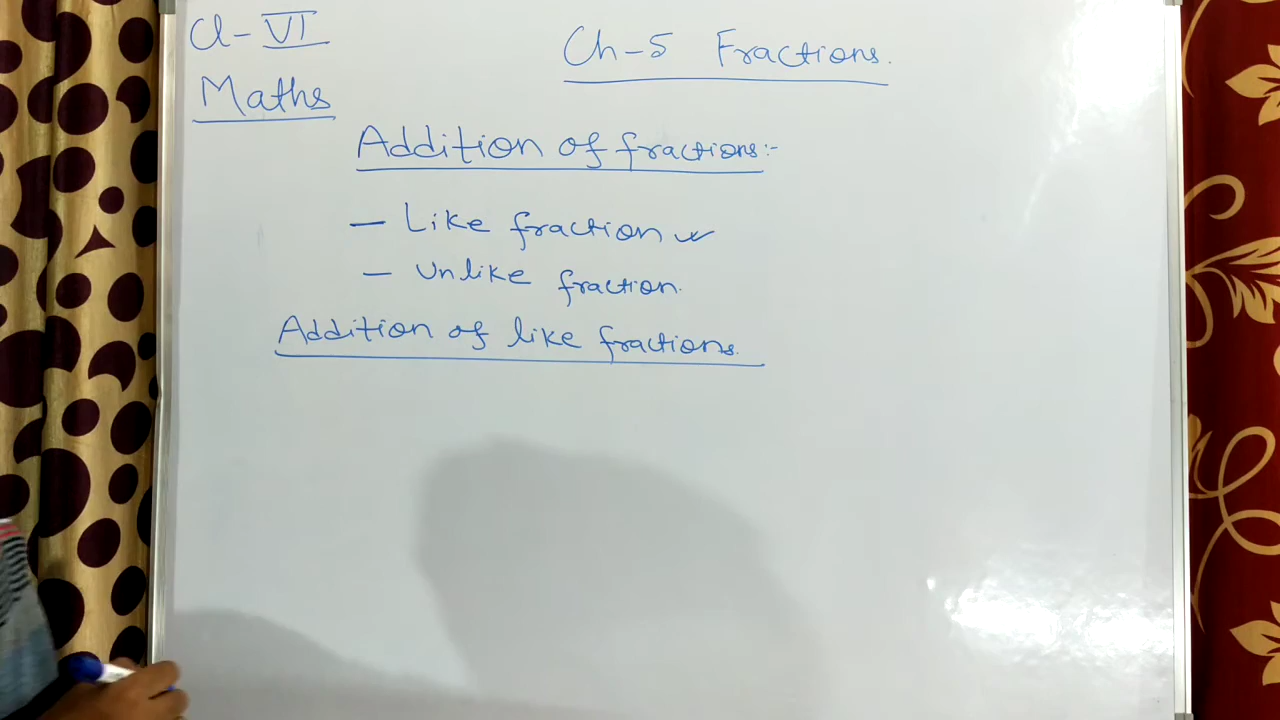 Cl-VI
Ch-5 Fractions.
Maths
Addition of fractions:-
- Like fraction ✓
- Unlike fraction.
Addition of like fractions.